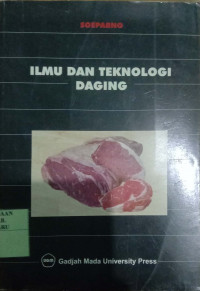 SOEPARNO
ILMU DAN TEKNOLOGI
DAGING
Gadjah Mada University Press